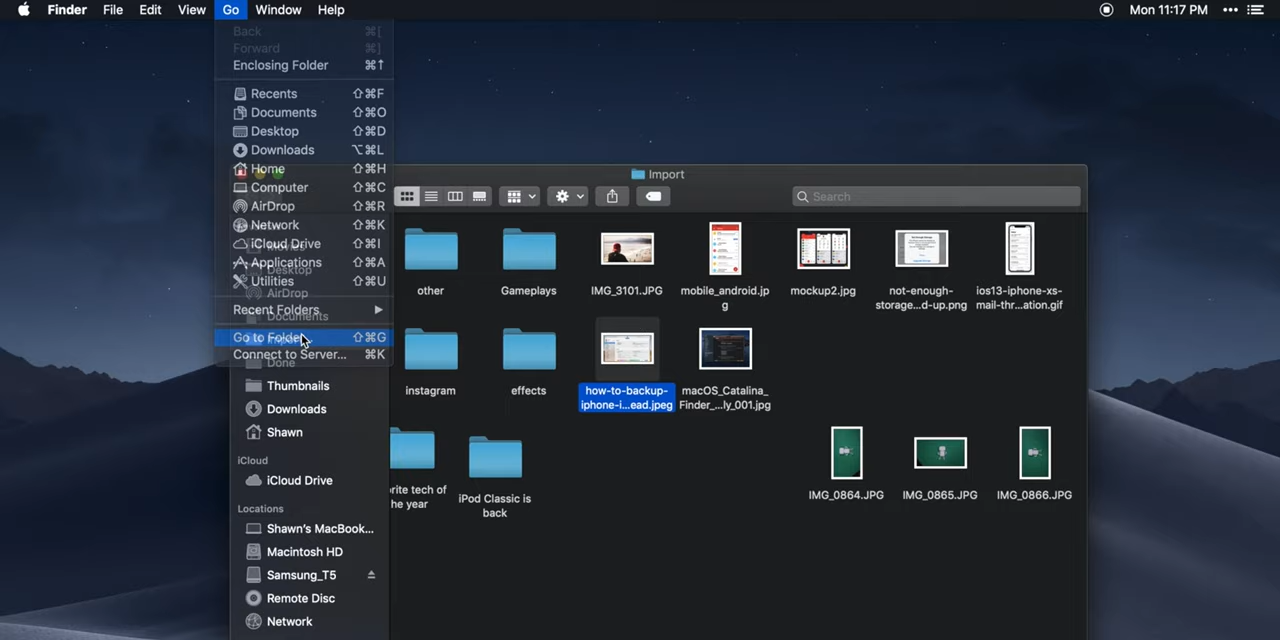 Finder File Edit View Go Window Help Mon 11:17 PM
Back ⌘[
Forward ⌘]
Enclosing Folder ⌘↑
Recents ⇧⌘F
Documents ⇧⌘O
Desktop ⇧⌘D
Downloads ⌥⌘L
Home ⇧⌘H
Computer ⇧⌘C
AirDrop ⇧⌘R
Network ⇧⌘K
iCloud Drive ⇧⌘I
Applications ⇧⌘A
Utilities ⇧⌘U
Recent Folders
Go to Folder ⇧⌘G
Connect to Server... ⌘K
Desktop
AirDrop
Documents
Done
Thumbnails
Downloads
Shawn
iCloud
iCloud Drive
Locations
Shawn's MacBook...
Macintosh HD
Samsung_T5
Remote Disc
Network
Import
Search
other
Gameplays
IMG_3101.JPG
mobile_android.jp
g
mockup2.jpg
not-enough-
storage...d-up.png
ios13-iphone-xs-
mail-thr...ation.gif
instagram
effects
how-to-backup-
iphone-i...ead.jpeg
macOS_Catalina_
Finder_...ly_001.jpg
rite tech of
he year
iPod Classic is
back
IMG_0864.JPG
IMG_0865.JPG
IMG_0866.JPG